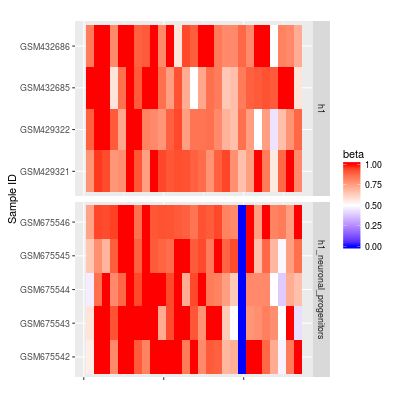 GSM432686
GSM432685
GSM429322
GSM429321
h1
Sample ID
GSM675546
GSM675545
GSM675544
GSM675543
GSM675542
h1_neuronal_progenitors
beta
1.00
0.75
0.50
0.25
0.00